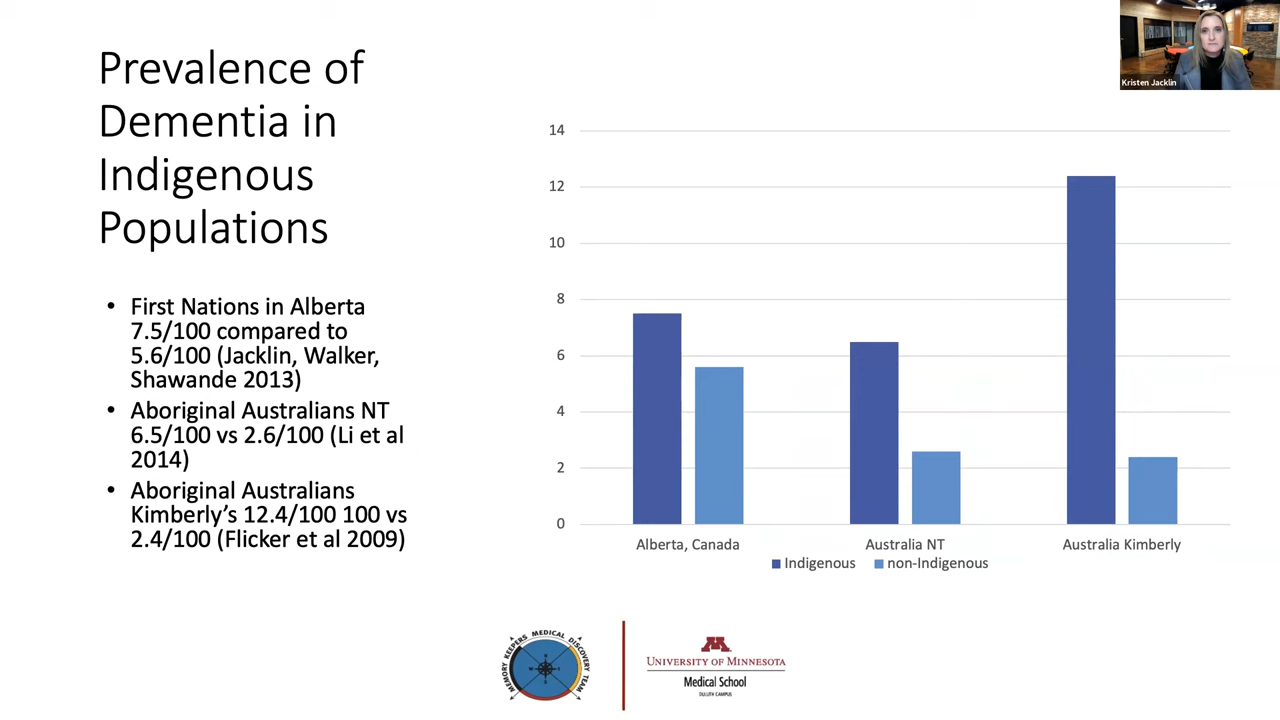 Prevalence of
Dementia in
Indigenous
Populations
• First Nations in Alberta
7.5/100 compared to
5.6/100 (Jacklin, Walker,
Shawande 2013)
• Aboriginal Australians NT
6.5/100 vs 2.6/100 (Li et al
2014)
• Aboriginal Australians
Kimberly’s 12.4/100 100 vs
2.4/100 (Flicker et al 2009)
14
12
10
8
6
4
2
0
Alberta, Canada
Australia NT
Australia Kimberly
Indigenous
non-Indigenous
Kristen Jacklin
MEMORY KEEPERS MEDICAL DISCOVERY TEAM
M
UNIVERSITY OF MINNESOTA
Medical School
DULUTH CAMPUS